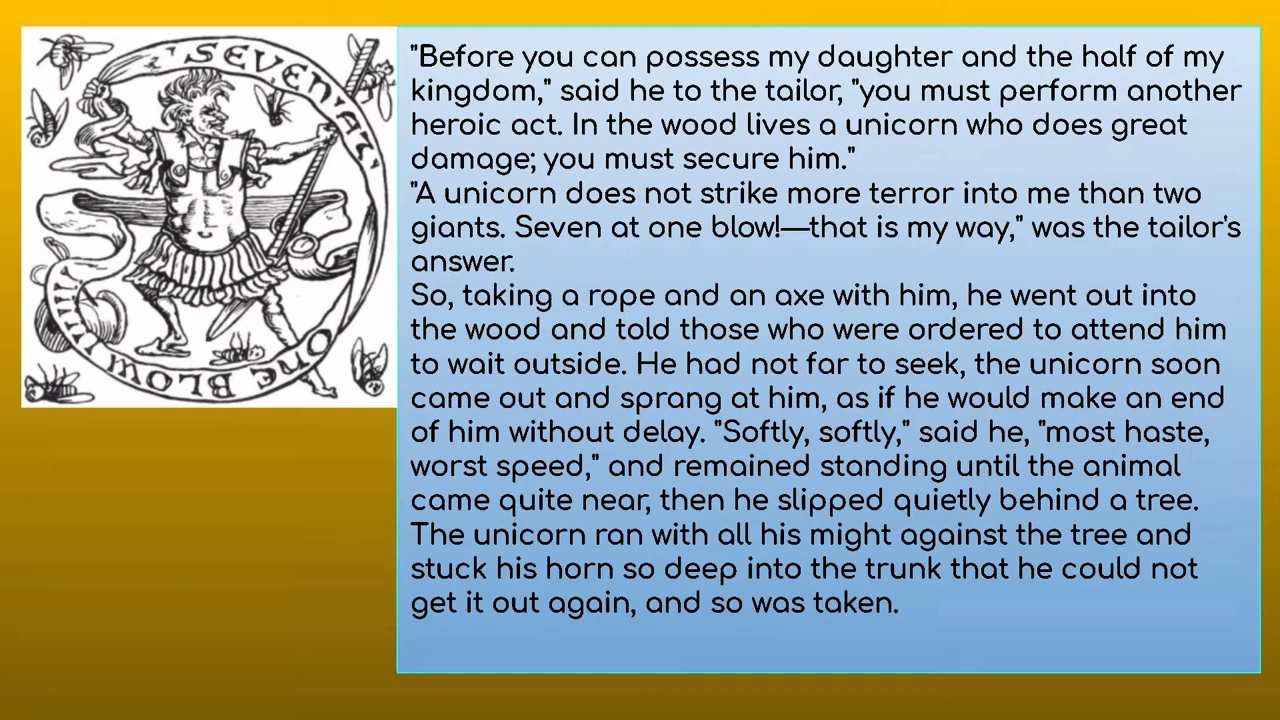 SEVEN AT
ONE BLOW!!!!!
"Before you can possess my daughter and the half of my
kingdom," said he to the tailor, "you must perform another
heroic act. In the wood lives a unicorn who does great
damage; you must secure him."
"A unicorn does not strike more terror into me than two
giants. Seven at one blow!—that is my way," was the tailor's
answer.
So, taking a rope and an axe with him, he went out into
the wood and told those who were ordered to attend him
to wait outside. He had not far to seek, the unicorn soon
came out and sprang at him, as if he would make an end
of him without delay. "Softly, softly," said he, "most haste,
worst speed," and remained standing until the animal
came quite near, then he slipped quietly behind a tree.
The unicorn ran with all his might against the tree and
stuck his horn so deep into the trunk that he could not
get it out again, and so was taken.